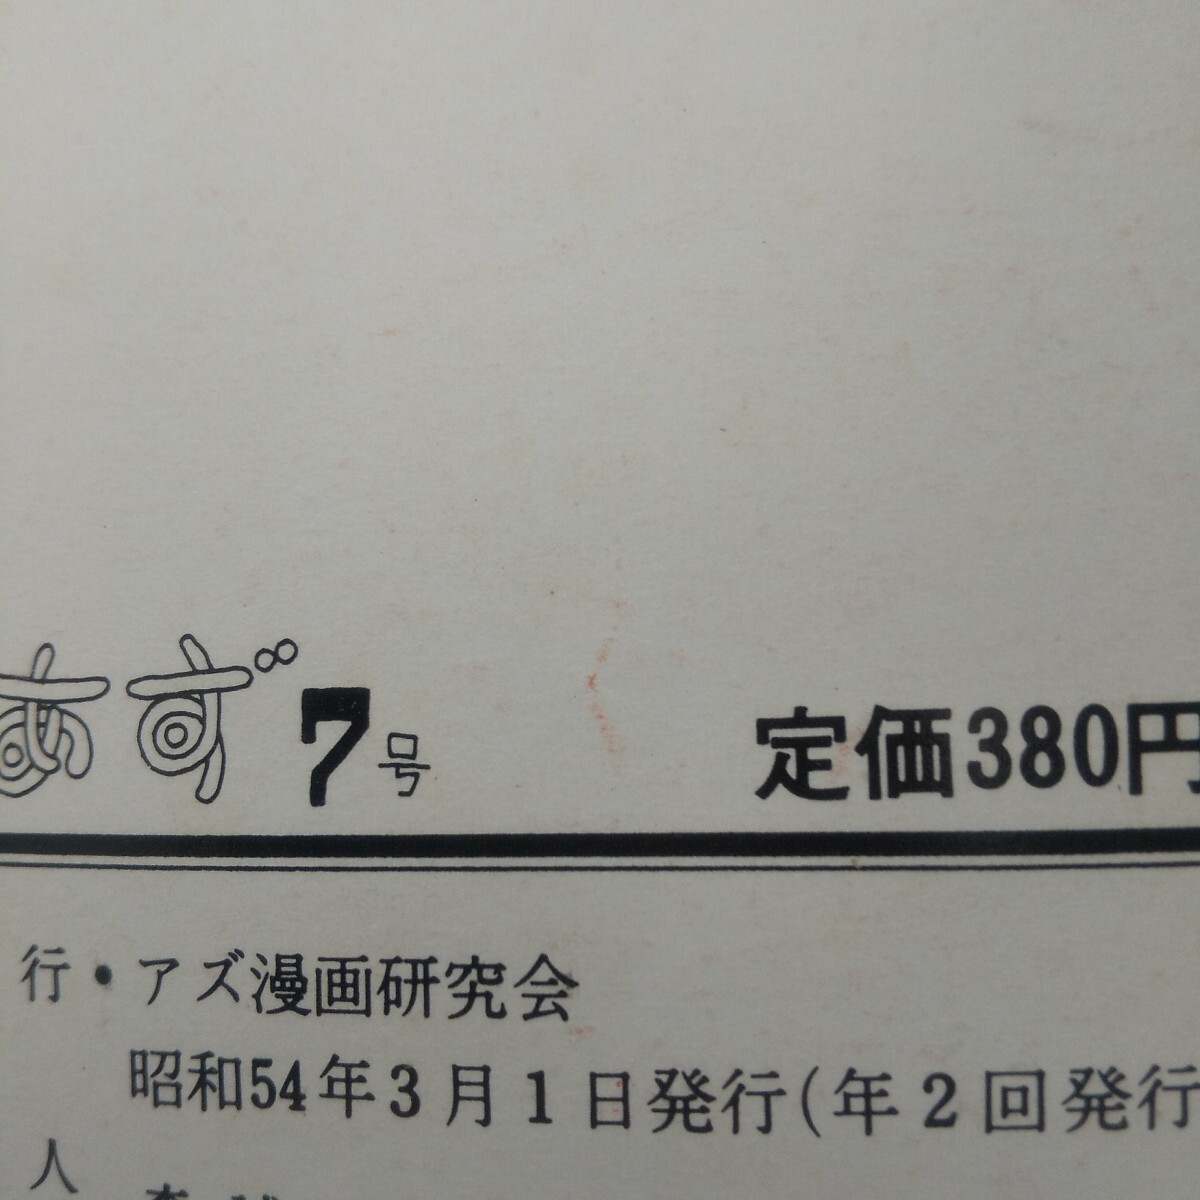 あず 7号 定価380円
行・アズ漫画研究会
昭和54年3月1日発行(年2回発行
人